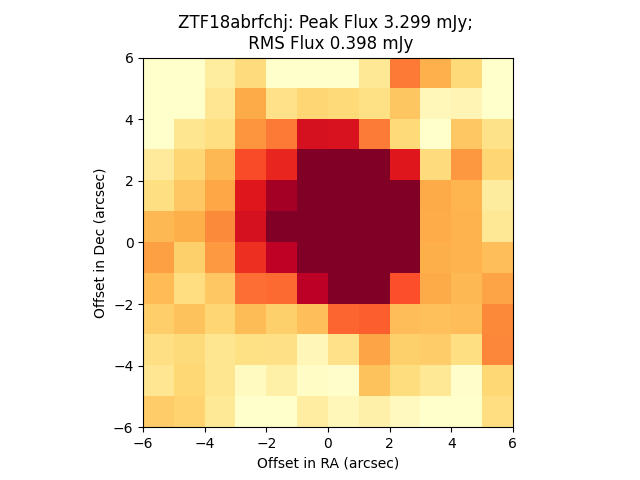 ZTF18abrfchj: Peak Flux 3.299 mJy;
RMS Flux 0.398 mJy
6
4
2
0
−2
−4
−6
Offset in Dec (arcsec)
−6 −4 −2 0 2 4 6
Offset in RA (arcsec)